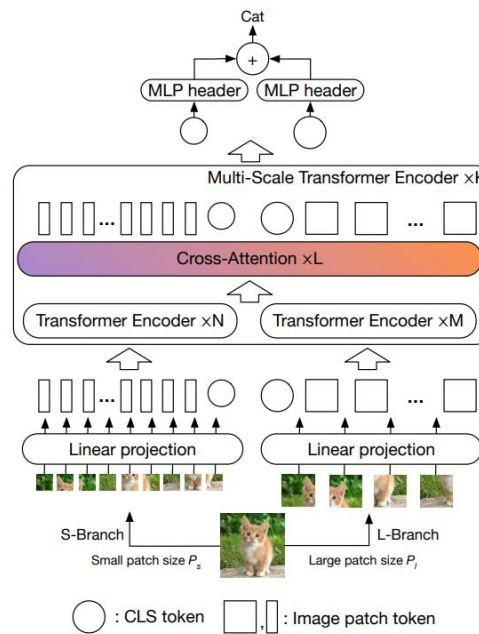 Cat
+
MLP header
MLP header
Multi-Scale Transformer Encoder ×K
...
...
Cross-Attention ×L
Transformer Encoder ×N
Transformer Encoder ×M
...
...
Linear projection
Linear projection
S-Branch
L-Branch
Small patch size Ps
Large patch size Pl
: CLS token
, : Image patch token